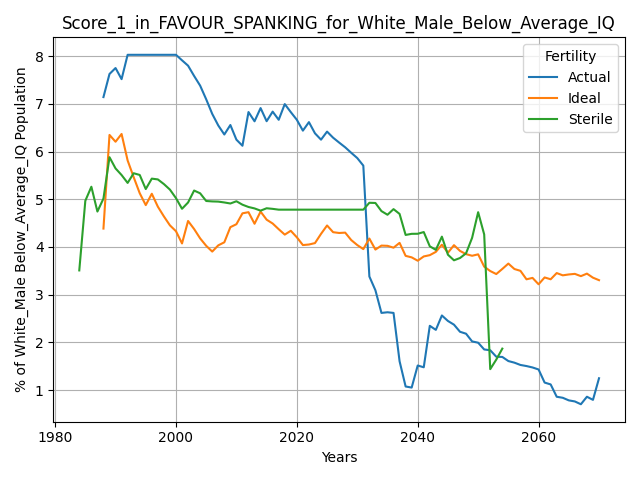 Score_1_in_FAVOUR_SPANKING_for_White_Male_Below_Average_IQ
% of White_Male Below_Average_IQ Population
8
7
6
5
4
3
2
1
Fertility
Actual
Ideal
Sterile
1980 2000 2020 2040 2060
Years